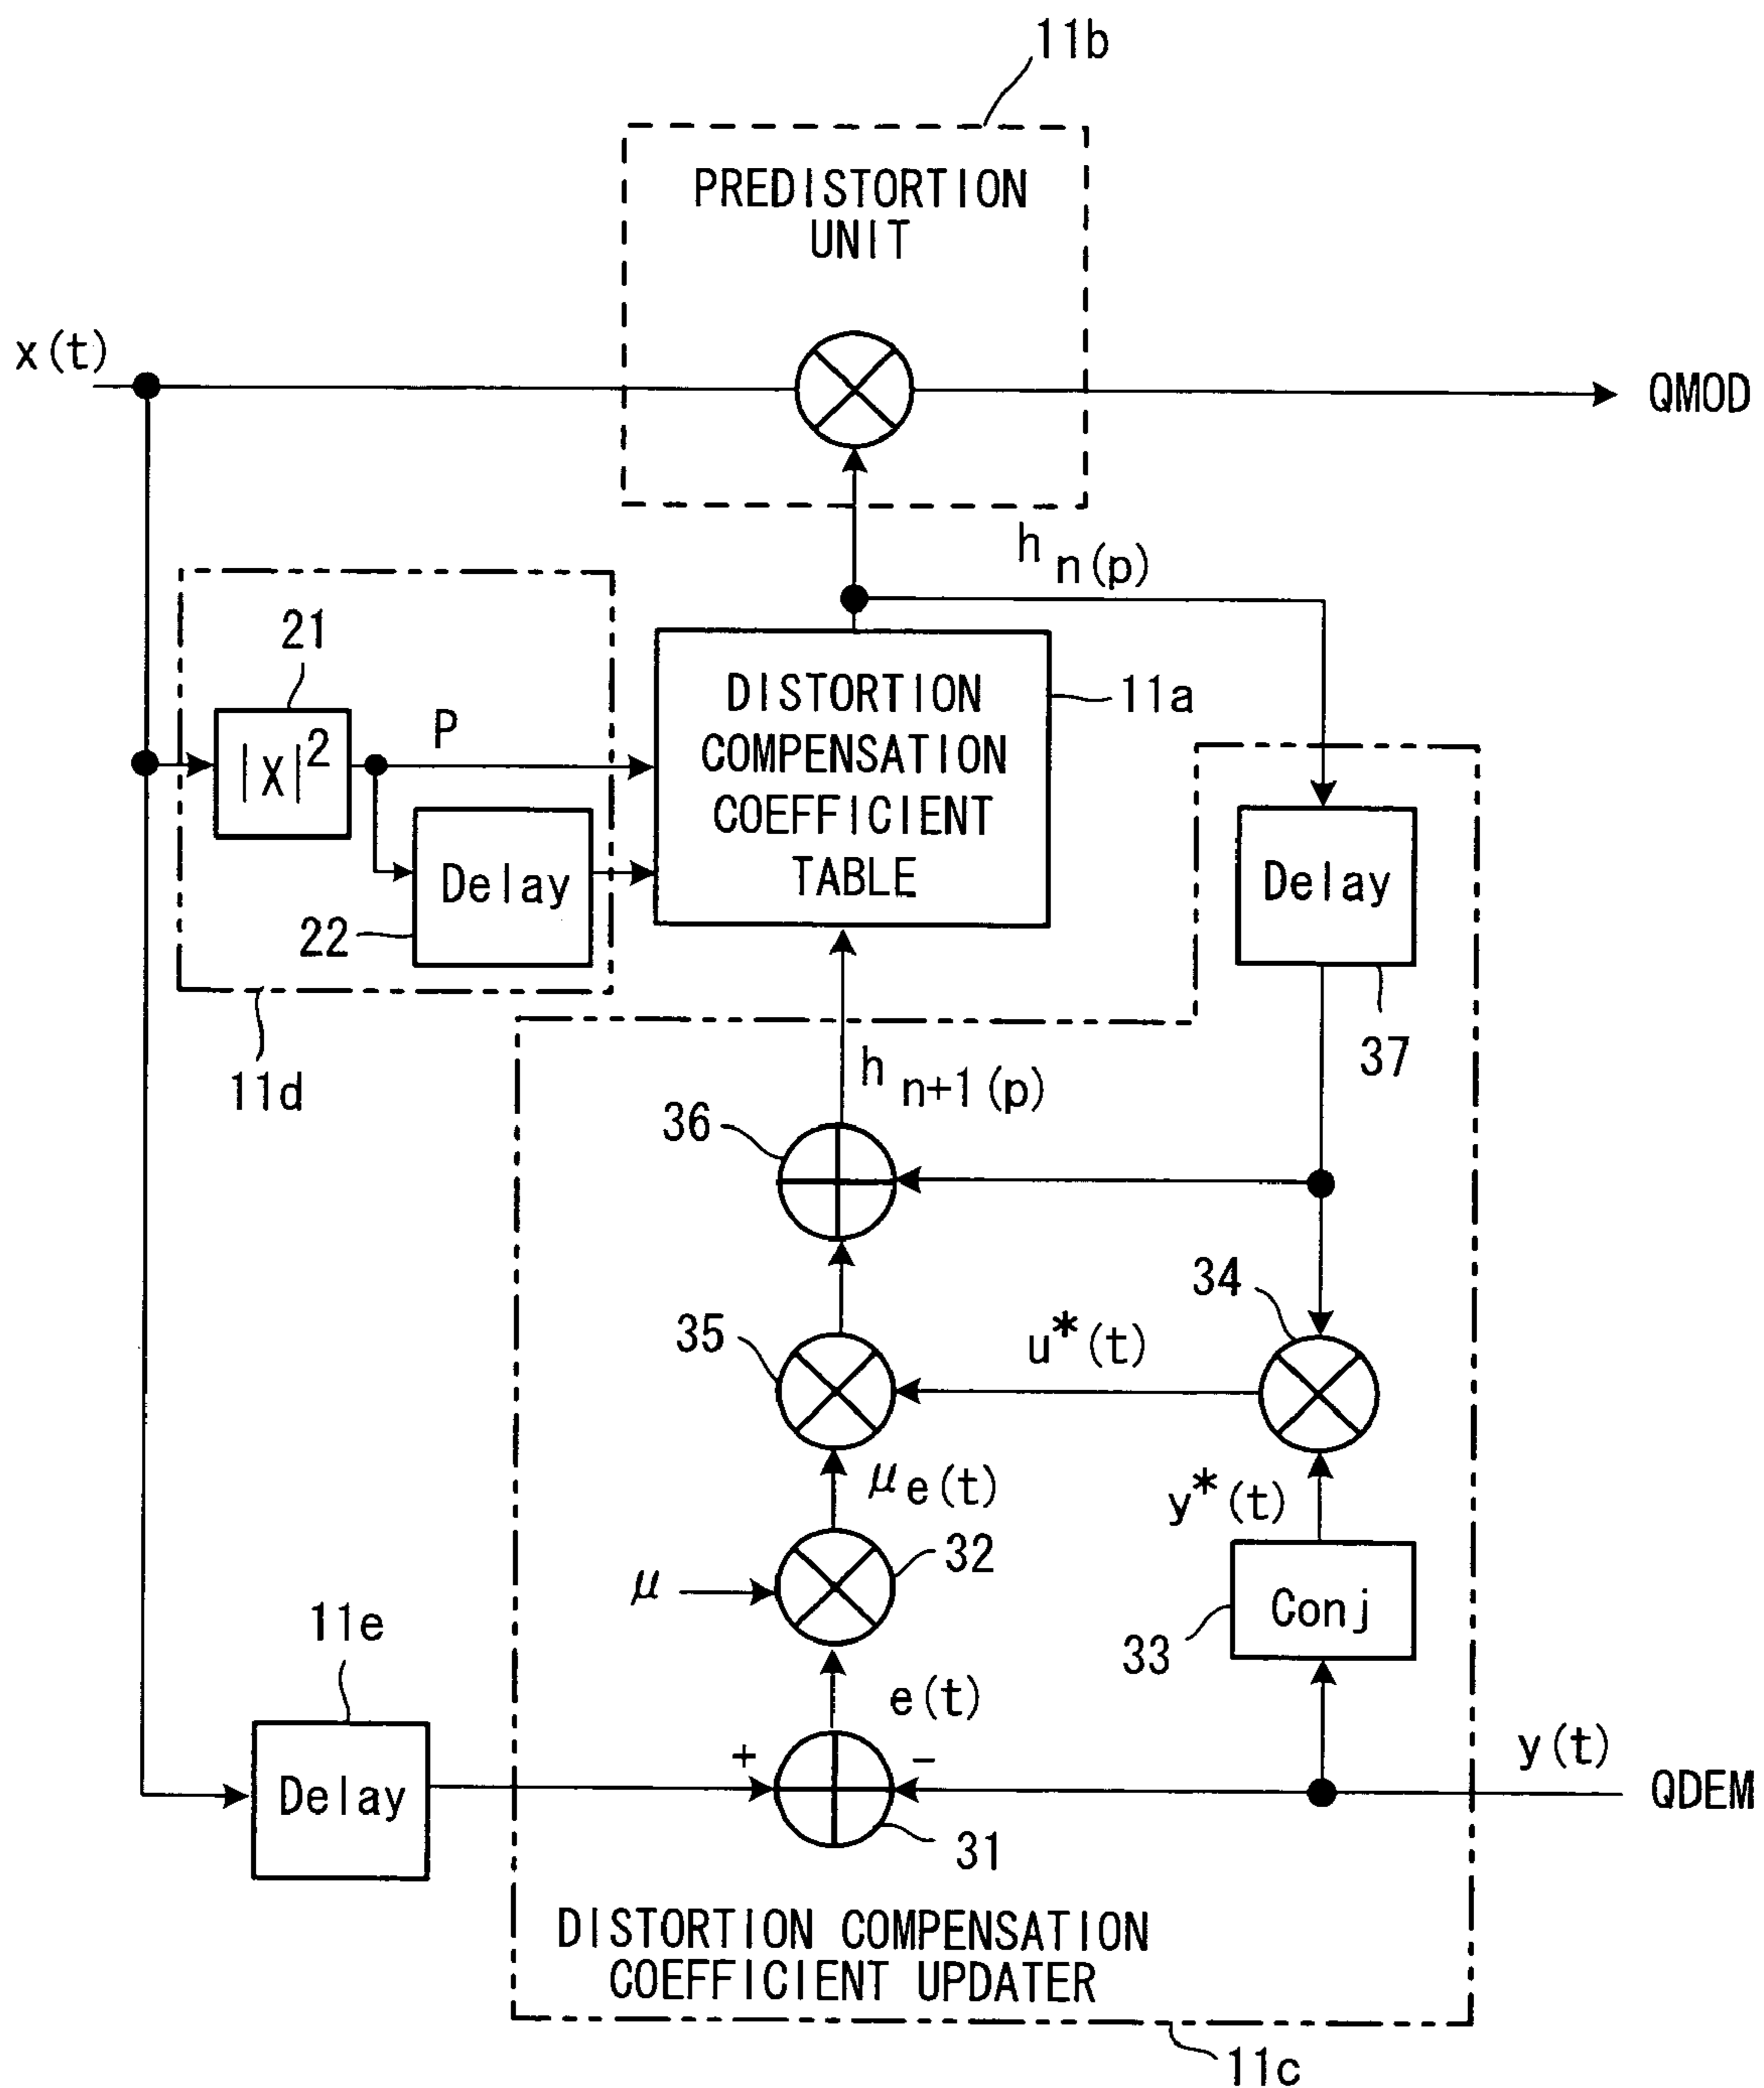 11b
PREDISTORTION
UNIT
x(t)
QMOD
h n(p)
21
|X|2
P
DISTORTION
COMPENSATION
COEFFICIENT
TABLE
11a
Delay
22
Delay
37
11d
h n+1(p)
36
34
35
u*(t)
μe(t)
y*(t)
32
μ
Conj
33
11e
e(t)
+
-
y(t)
Delay
QDEM
31
DISTORTION COMPENSATION
COEFFICIENT UPDATER
11c